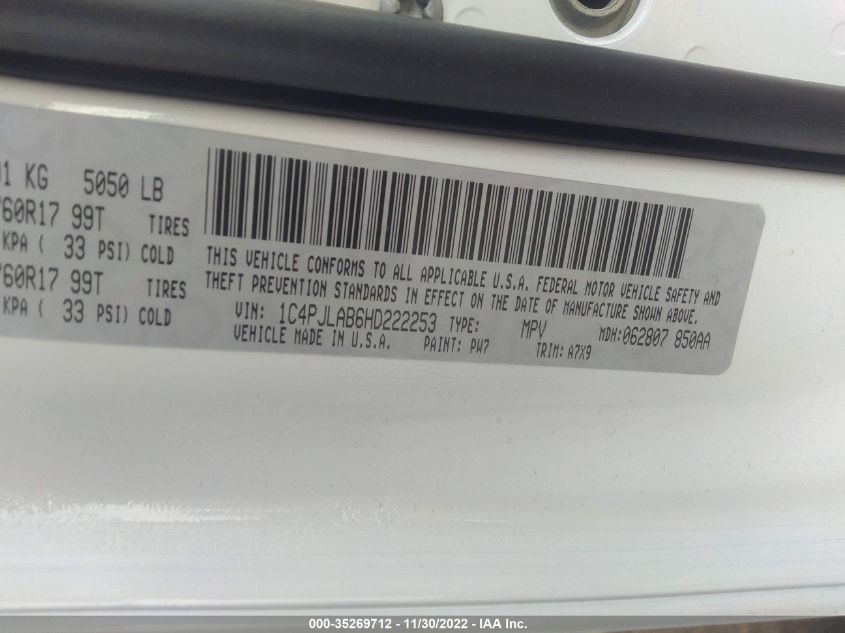 KG 5050 LB
60R17 99T TIRES
KPA ( 33 PSI) COLD
60R17 99T TIRES
KPA ( 33 PSI) COLD
THIS VEHICLE CONFORMS TO ALL APPLICABLE U.S.A. FEDERAL MOTOR VEHICLE SAFETY AND
THEFT PREVENTION STANDARDS IN EFFECT ON THE DATE OF MANUFACTURE SHOWN ABOVE.
VIN: 1C4PJLAB6HD222253 TYPE: MPV MDH:062807 850AA
VEHICLE MADE IN U.S.A. PAINT: PW7 TRIM: A7X9
000-35269712 - 11/30/2022 - IAA Inc.